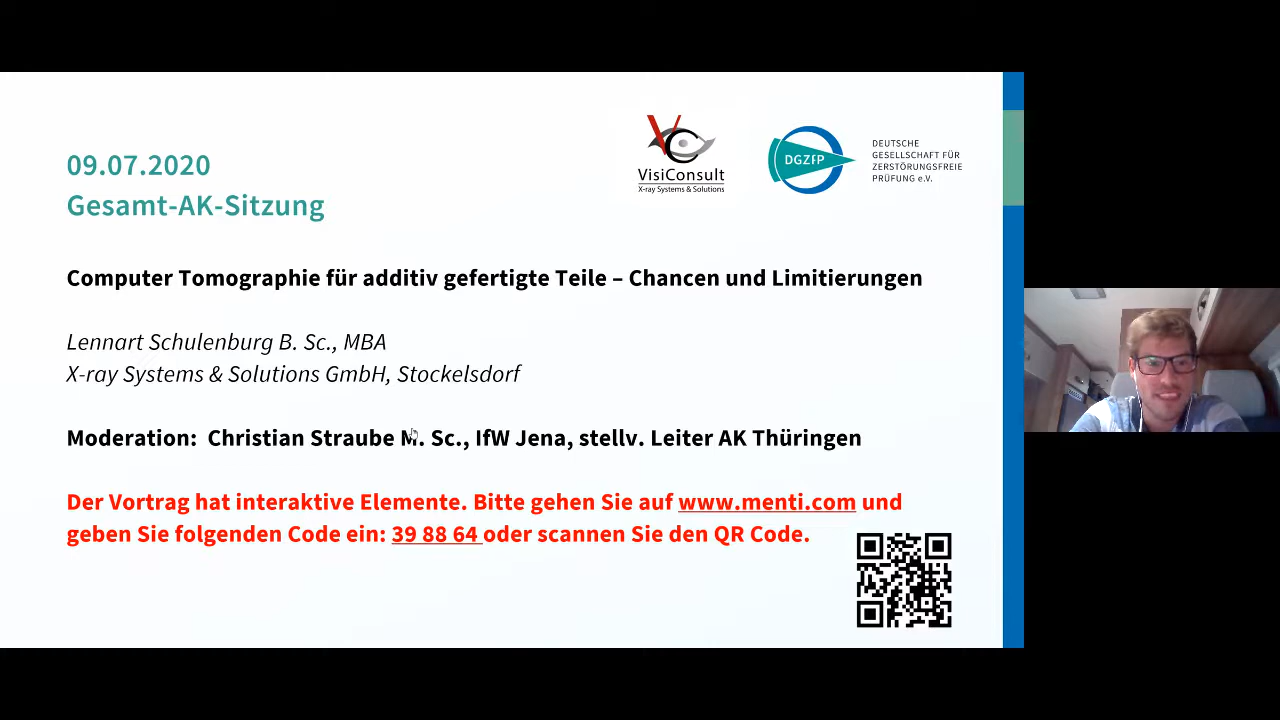 09.07.2020
Gesamt-AK-Sitzung
VisiConsult
X-ray Systems & Solutions
DGZfP
DEUTSCHE
GESELLSCHAFT FÜR
ZERSTÖRUNGSFREIE
PRÜFUNG e.V.
Computer Tomographie für additiv gefertigte Teile – Chancen und Limitierungen
Lennart Schulenburg B. Sc., MBA
X-ray Systems & Solutions GmbH, Stockelsdorf
Moderation: Christian Straube M. Sc., IfW Jena, stellv. Leiter AK Thüringen
Der Vortrag hat interaktive Elemente. Bitte gehen Sie auf www.menti.com und
geben Sie folgenden Code ein: 39 88 64 oder scannen Sie den QR Code.